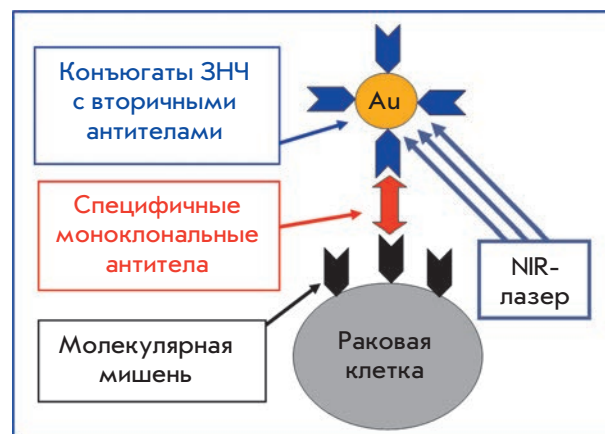 Конъюгаты ЗНЧ
с вторичными
антителами
Au
Специфичные
моноклональные
антитела
NIR-
лазер
Молекулярная
мишень
Раковая
клетка